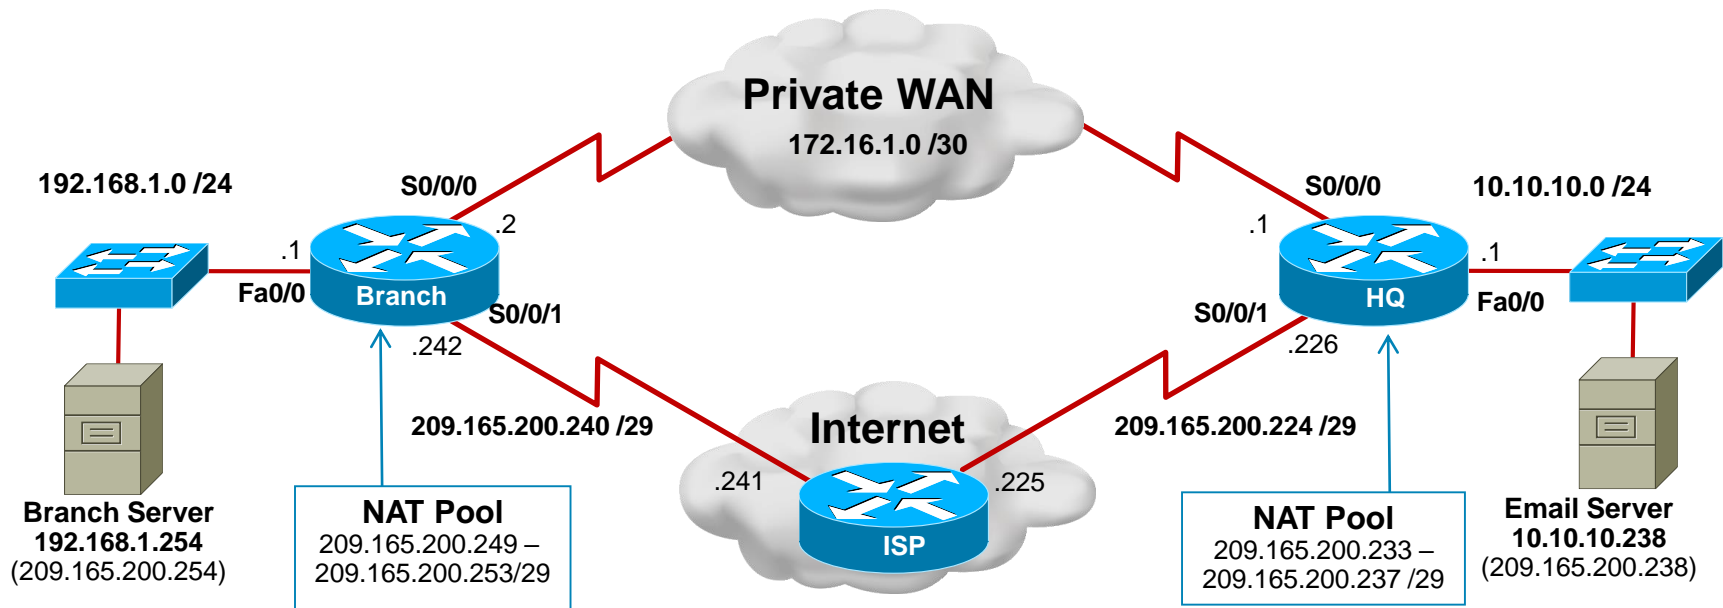 Private WAN
172.16.1.0 /30
192.168.1.0 /24
S0/0/0
S0/0/0
10.10.10.0 /24
.2
.1
.1
.1
Fa0/0
Branch
S0/0/1
HQ
Fa0/0
S0/0/1
.242
.226
209.165.200.240 /29
Internet
209.165.200.224 /29
.241
.225
ISP
Branch Server
192.168.1.254
(209.165.200.254)
NAT Pool
209.165.200.249 –
209.165.200.253/29
NAT Pool
209.165.200.233 –
209.165.200.237 /29
Email Server
10.10.10.238
(209.165.200.238)